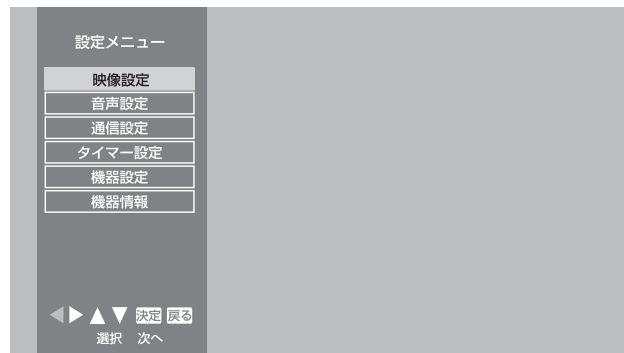 設定メニュー
映像設定
音声設定
通信設定
タイマー設定
機器設定
機器情報
◀▶▲▼ 決定 戻る
選択 次へ